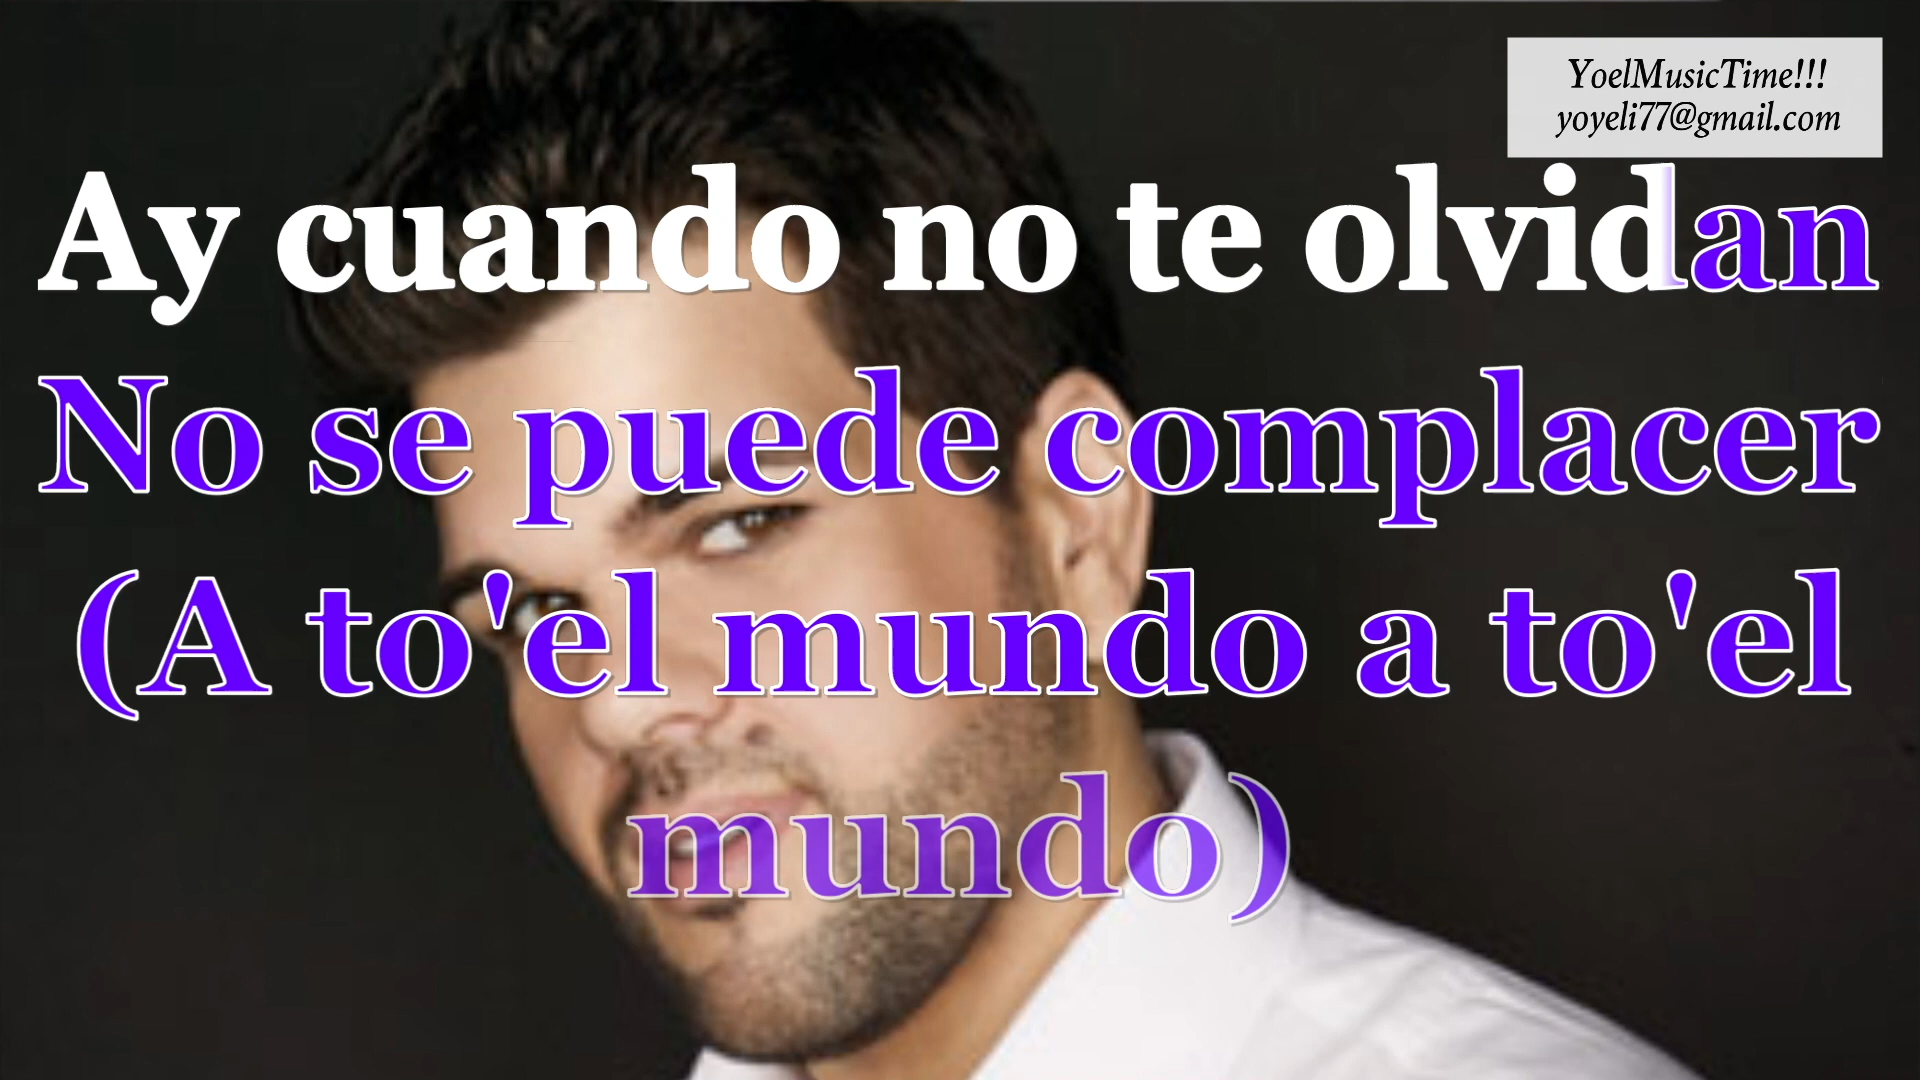 YoelMusicTime!!!
yoyeli77@gmail.com
Ay cuando no te olvidan
No se puede complacer
(A to'el mundo a to'el
mundo)